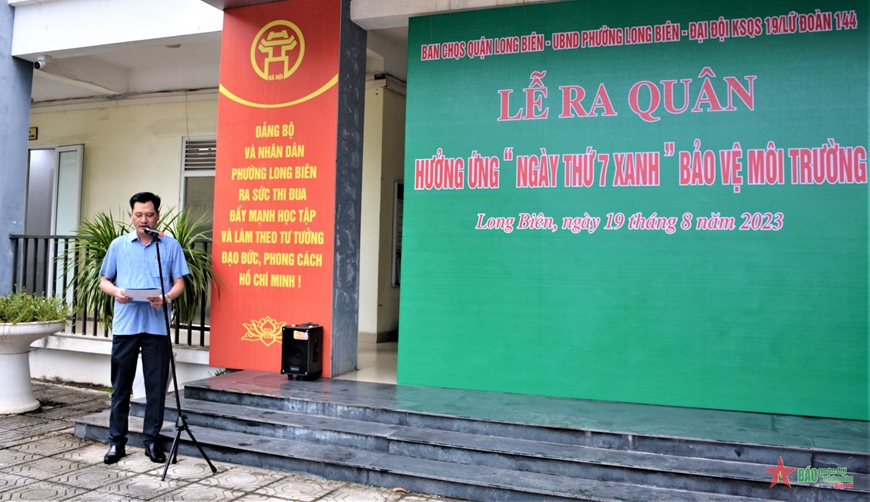 HÀ NỘI
ĐẢNG BỘ
VÀ NHÂN DÂN
PHƯỜNG LONG BIÊN
RA SỨC THI ĐUA
ĐẨY MẠNH HỌC TẬP
VÀ LÀM THEO TƯ TƯỞNG
ĐẠO ĐỨC, PHONG CÁCH
HỒ CHÍ MINH !
BAN CHQS QUẬN LONG BIÊN - UBND PHƯỜNG LONG BIÊN - ĐẠI ĐỘI KSQS 19/LỮ ĐOÀN 144
LỄ RA QUÂN
HƯỞNG ỨNG " NGÀY THỨ 7 XANH " BẢO VỆ MÔI TRƯỜNG
Long Biên, ngày 19 tháng 8 năm 2023
BÁO